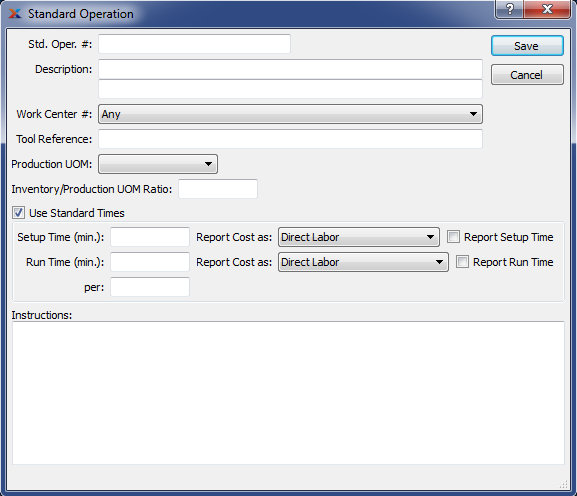 Standard Operation
?
X
Std. Oper. #:
Save
Description:
Cancel
Work Center #: Any
Tool Reference:
Production UOM:
Inventory/Production UOM Ratio:
Use Standard Times
Setup Time (min.): Report Cost as: Direct Labor Report Setup Time
Run Time (min.): Report Cost as: Direct Labor Report Run Time
per:
Instructions: